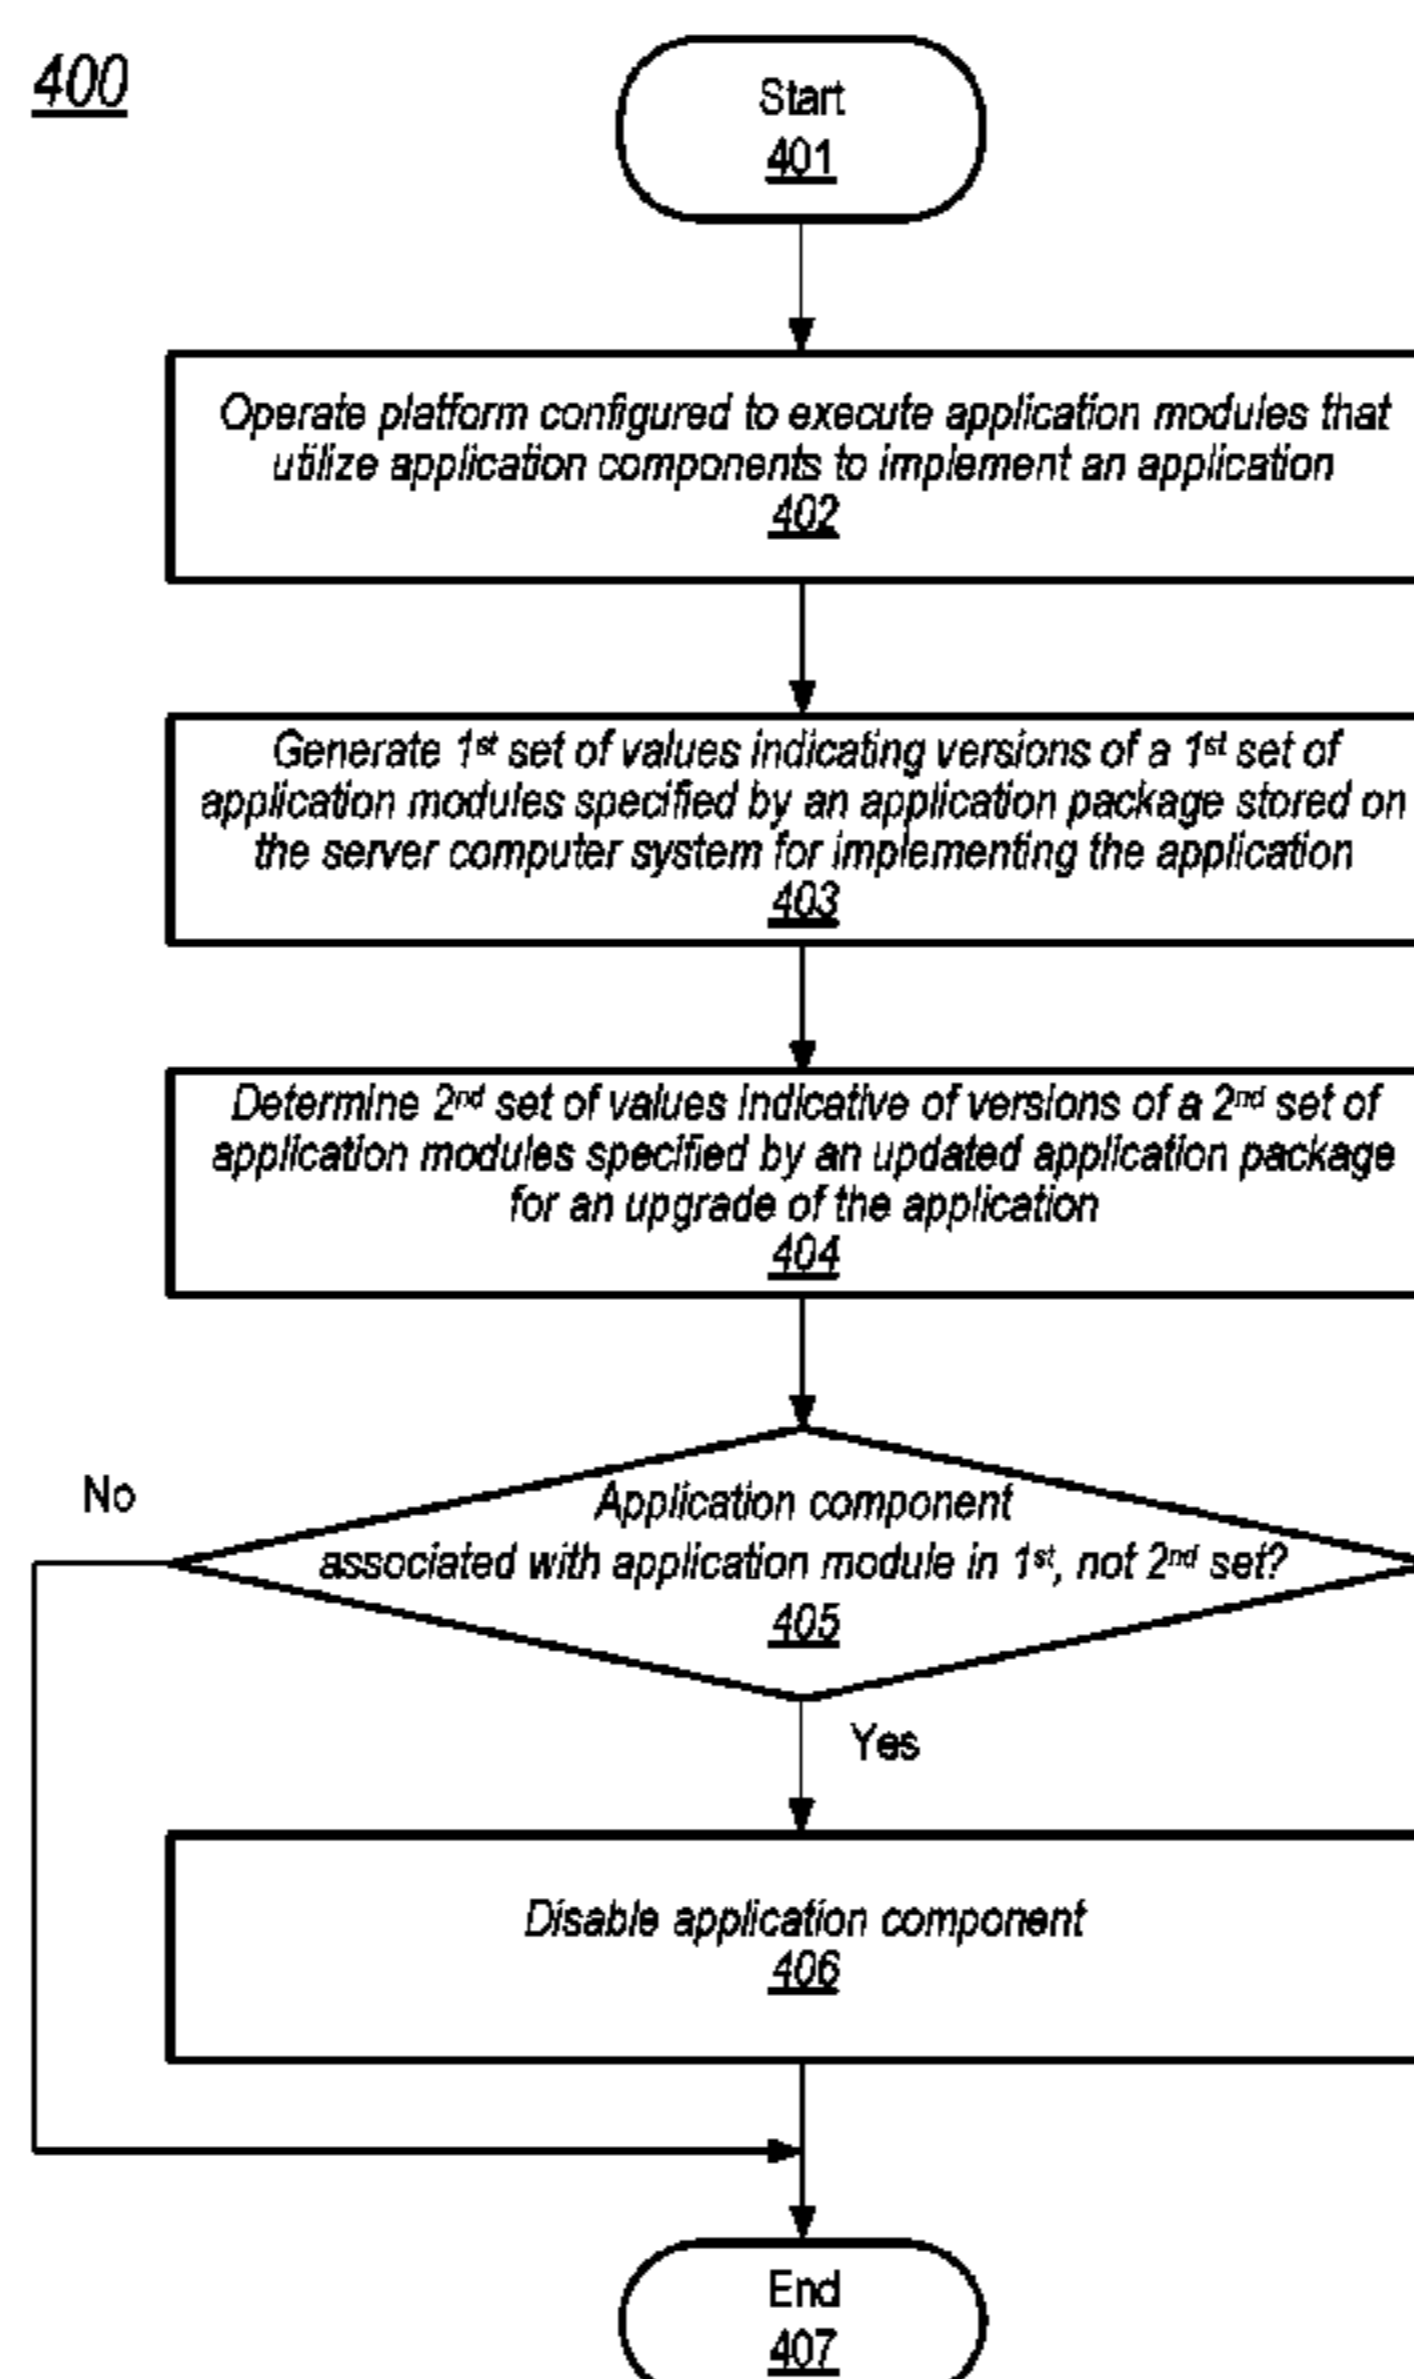 400
Start
401
Operate platform configured to execute application modules that
utilize application components to implement an application
402
Generate 1st set of values indicating versions of a 1st set of
application modules specified by an application package stored on
the server computer system for implementing the application
403
Determine 2nd set of values indicative of versions of a 2nd set of
application modules specified by an updated application package
for an upgrade of the application
404
No
Application component
associated with application module in 1st, not 2nd set?
405
Yes
Disable application component
406
End
407